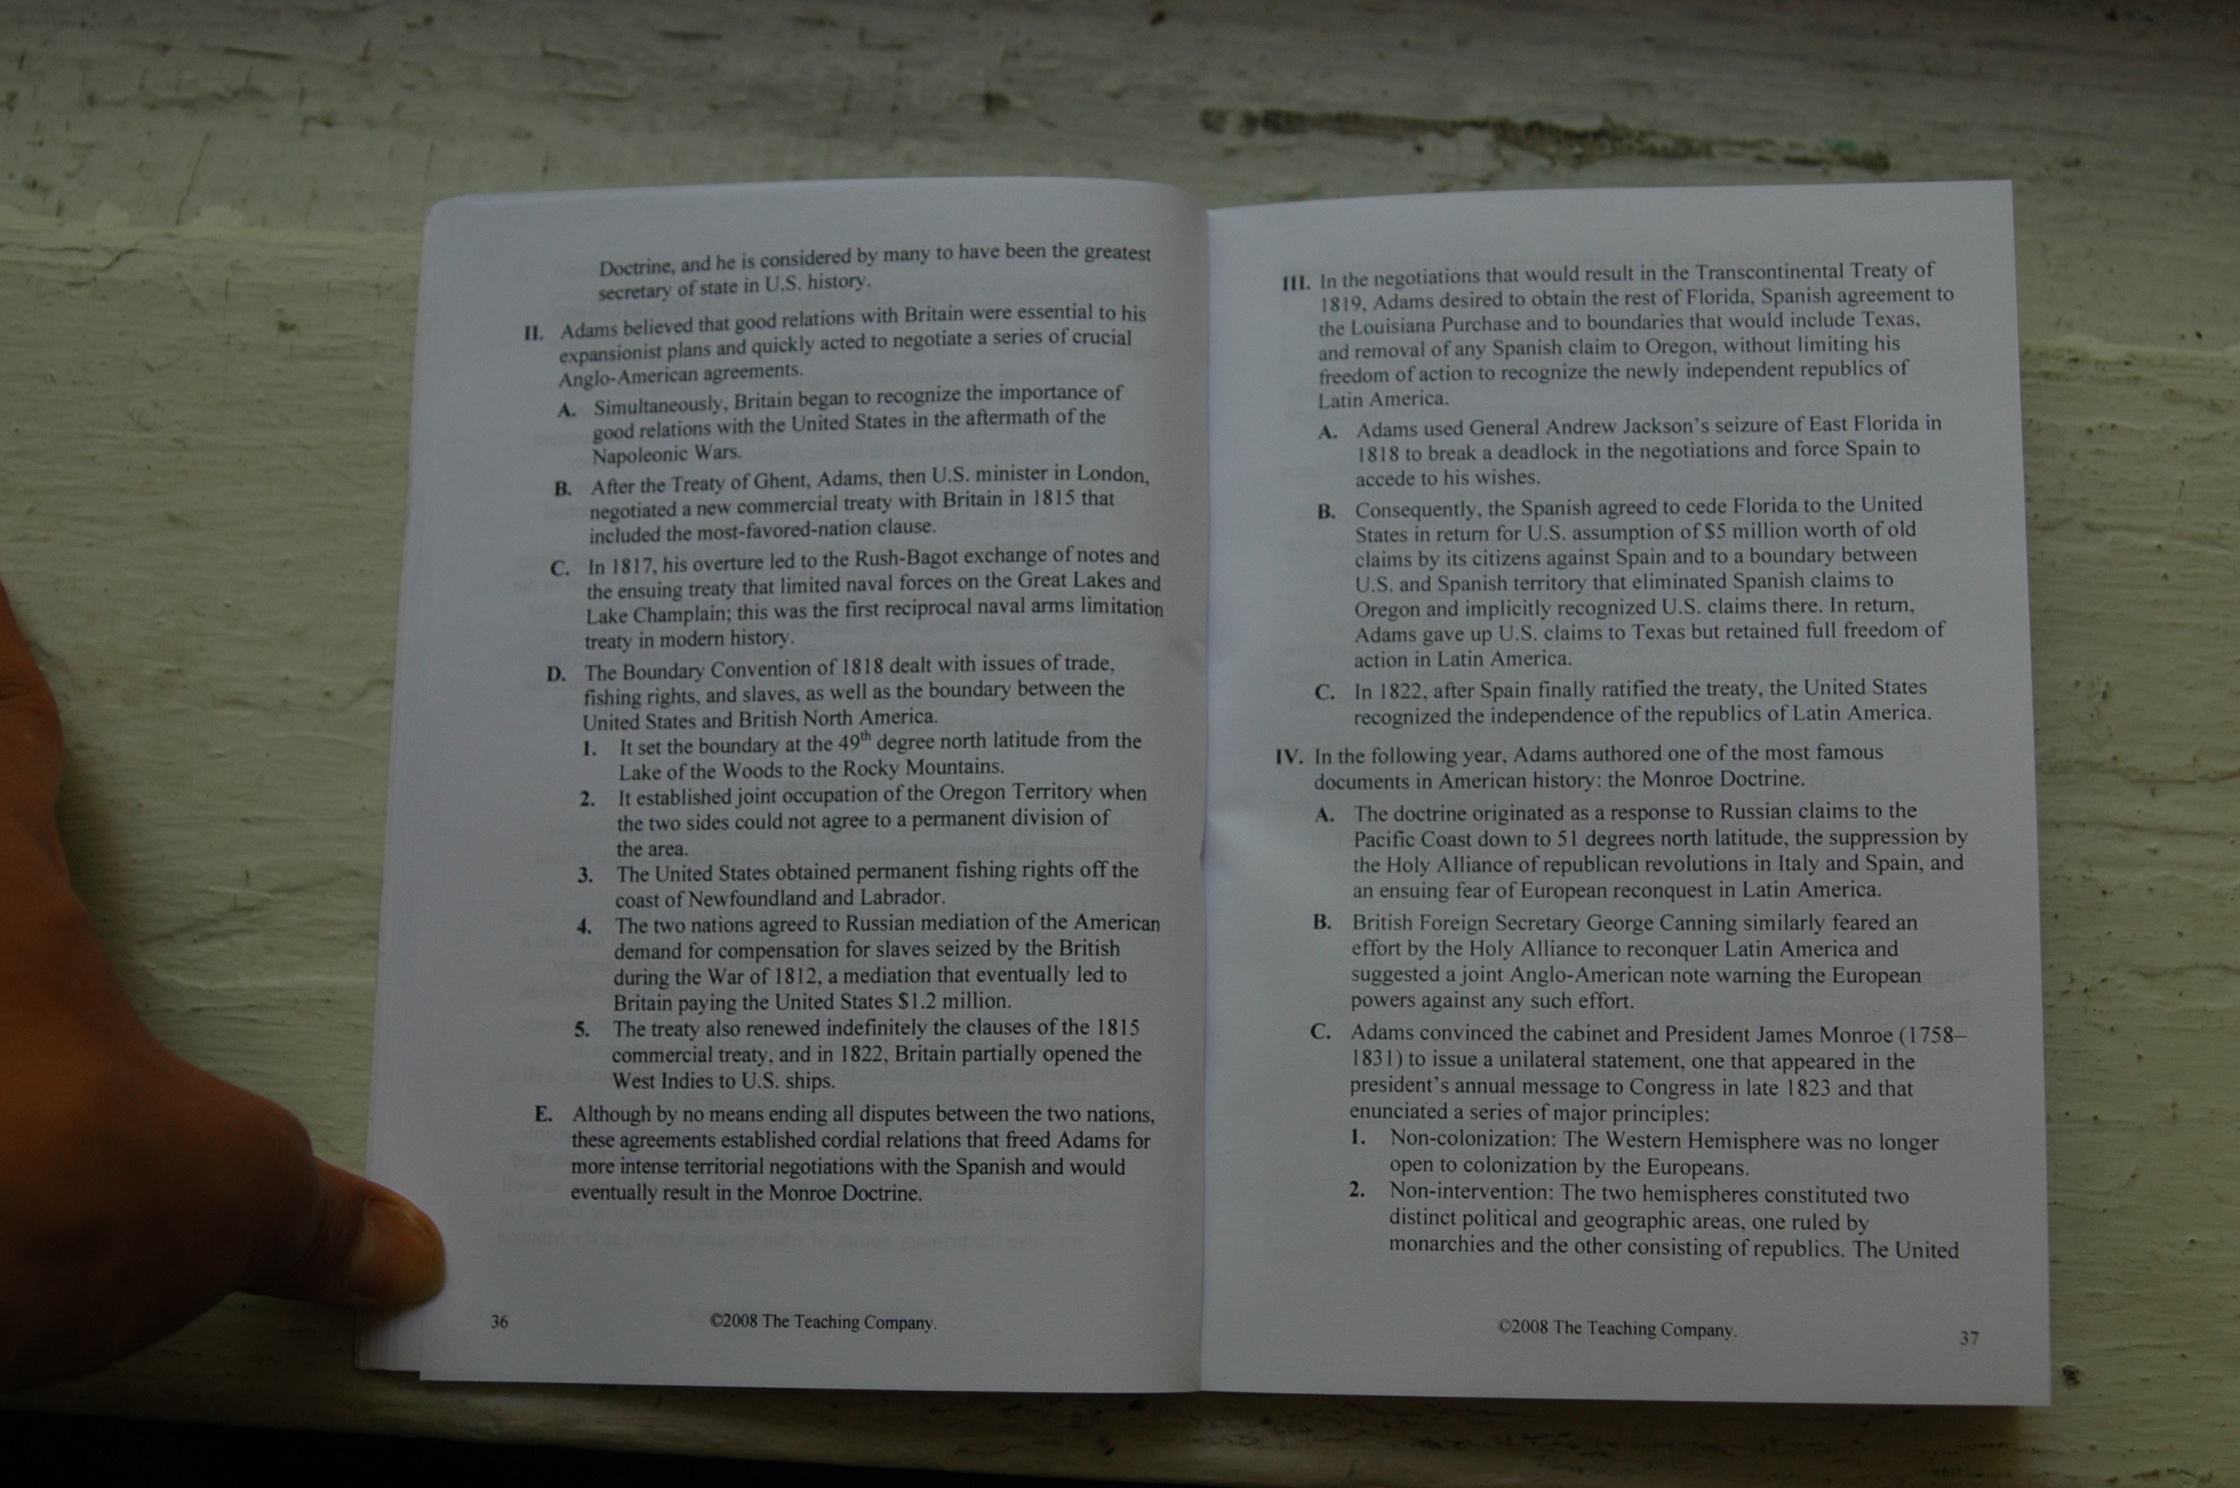 Doctrine, and he is considered by many to have been the greatest
secretary of state in U.S. history.
II. Adams believed that good relations with Britain were essential to his
expansionist plans and quickly acted to negotiate a series of crucial
Anglo-American agreements.
A. Simultaneously, Britain began to recognize the importance of
good relations with the United States in the aftermath of the
Napoleonic Wars.
B. After the Treaty of Ghent, Adams, then U.S. minister in London,
negotiated a new commercial treaty with Britain in 1815 that
included the most-favored-nation clause.
C. In 1817, his overture led to the Rush-Bagot exchange of notes and
the ensuing treaty that limited naval forces on the Great Lakes and
Lake Champlain; this was the first reciprocal naval arms limitation
treaty in modern history.
D. The Boundary Convention of 1818 dealt with issues of trade,
fishing rights, and slaves, as well as the boundary between the
United States and British North America.
1. It set the boundary at the 49th degree north latitude from the
Lake of the Woods to the Rocky Mountains.
2. It established joint occupation of the Oregon Territory when
the two sides could not agree to a permanent division of
the area.
3. The United States obtained permanent fishing rights off the
coast of Newfoundland and Labrador.
4. The two nations agreed to Russian mediation of the American
demand for compensation for slaves seized by the British
during the War of 1812, a mediation that eventually led to
Britain paying the United States $1.2 million.
5. The treaty also renewed indefinitely the clauses of the 1815
commercial treaty, and in 1822, Britain partially opened the
West Indies to U.S. ships.
E. Although by no means ending all disputes between the two nations,
these agreements established cordial relations that freed Adams for
more intense territorial negotiations with the Spanish and would
eventually result in the Monroe Doctrine.
36
©2008 The Teaching Company.
III. In the negotiations that would result in the Transcontinental Treaty of
1819, Adams desired to obtain the rest of Florida, Spanish agreement to
the Louisiana Purchase and to boundaries that would include Texas,
and removal of any Spanish claim to Oregon, without limiting his
freedom of action to recognize the newly independent republics of
Latin America.
A. Adams used General Andrew Jackson's seizure of East Florida in
1818 to break a deadlock in the negotiations and force Spain to
accede to his wishes.
B. Consequently, the Spanish agreed to cede Florida to the United
States in return for U.S. assumption of $5 million worth of old
claims by its citizens against Spain and to a boundary between
U.S. and Spanish territory that eliminated Spanish claims to
Oregon and implicitly recognized U.S. claims there. In return,
Adams gave up U.S. claims to Texas but retained full freedom of
action in Latin America.
C. In 1822, after Spain finally ratified the treaty, the United States
recognized the independence of the republics of Latin America.
IV. In the following year, Adams authored one of the most famous
documents in American history: the Monroe Doctrine.
A. The doctrine originated as a response to Russian claims to the
Pacific Coast down to 51 degrees north latitude, the suppression by
the Holy Alliance of republican revolutions in Italy and Spain, and
an ensuing fear of European reconquest in Latin America.
B. British Foreign Secretary George Canning similarly feared an
effort by the Holy Alliance to reconquer Latin America and
suggested a joint Anglo-American note warning the European
powers against any such effort.
C. Adams convinced the cabinet and President James Monroe (1758–
1831) to issue a unilateral statement, one that appeared in the
president's annual message to Congress in late 1823 and that
enunciated a series of major principles:
1. Non-colonization: The Western Hemisphere was no longer
open to colonization by the Europeans.
2. Non-intervention: The two hemispheres constituted two
distinct political and geographic areas, one ruled by
monarchies and the other consisting of republics. The United
©2008 The Teaching Company.
37